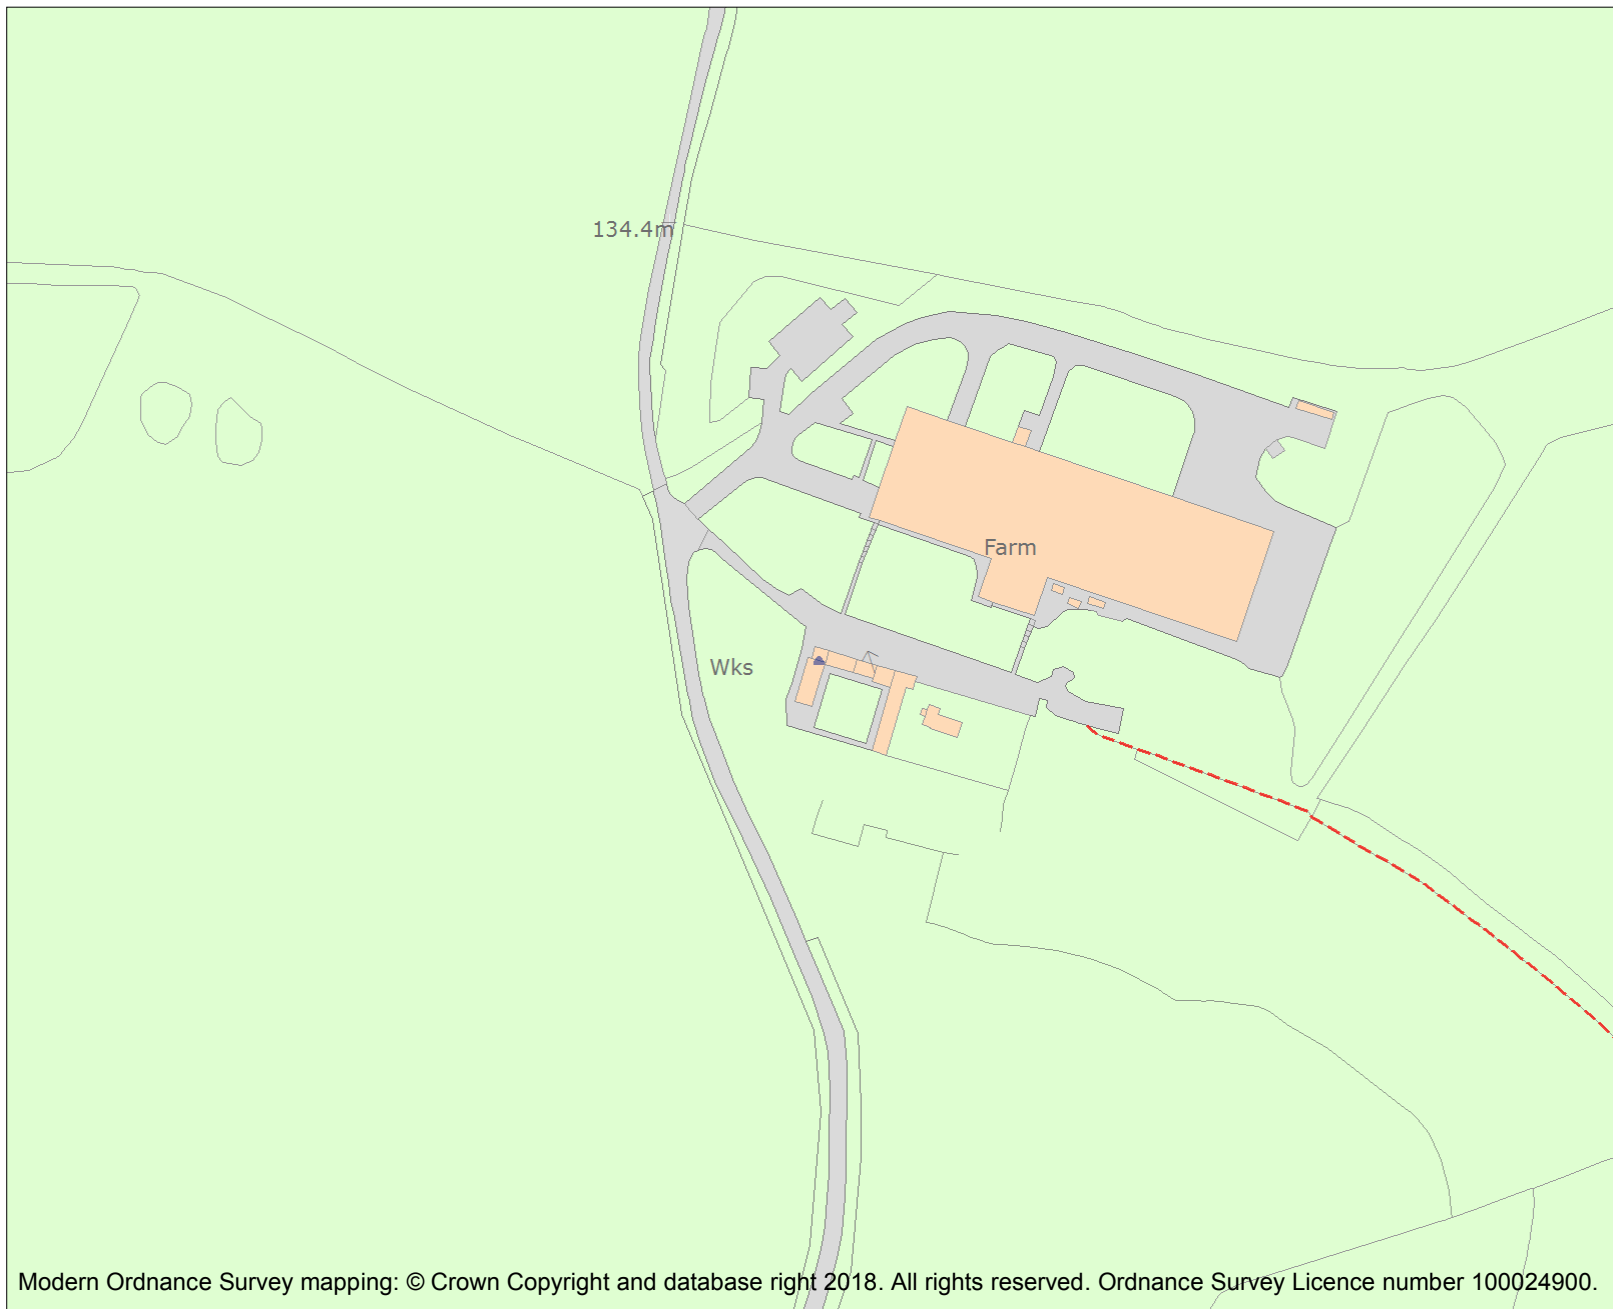 134.4m
Farm
Wks
Modern Ordnance Survey mapping: © Crown Copyright and database right 2018. All rights reserved. Ordnance Survey Licence number 100024900.